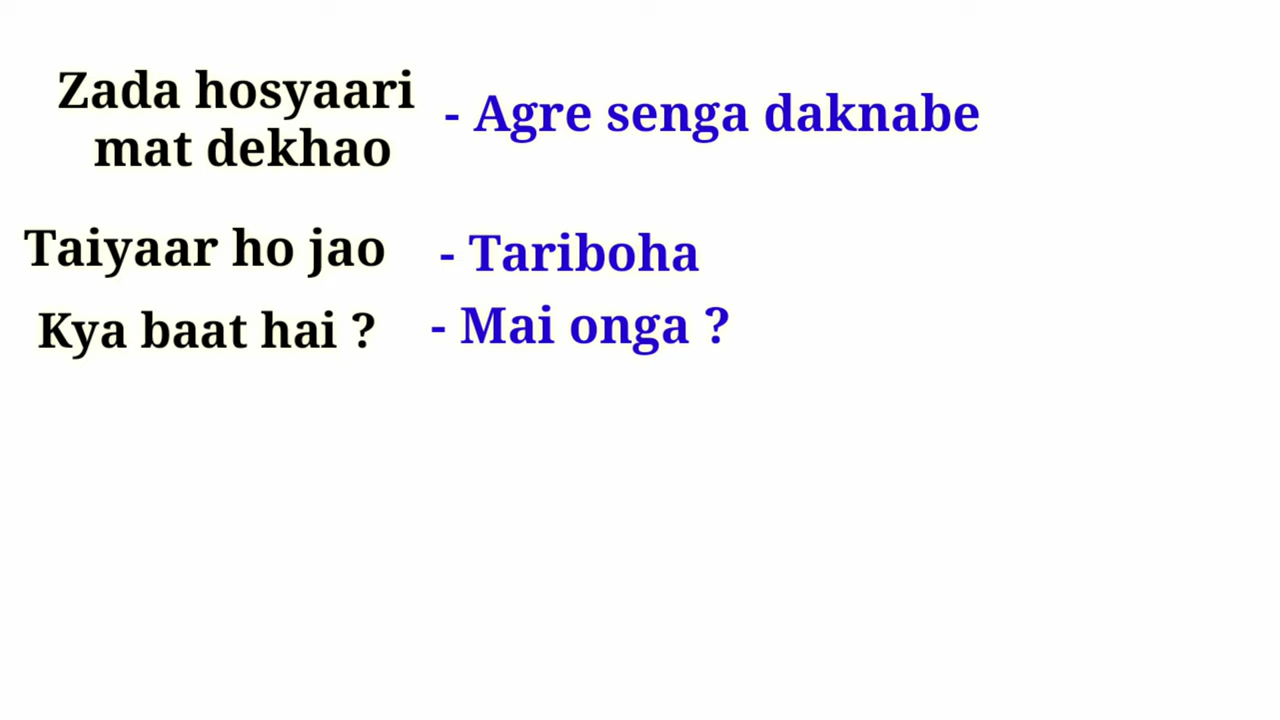 Zada hosyaari
mat dekhao
- Agre senga daknabe
Taiyaar ho jao - Tariboha
Kya baat hai ? - Mai onga ?